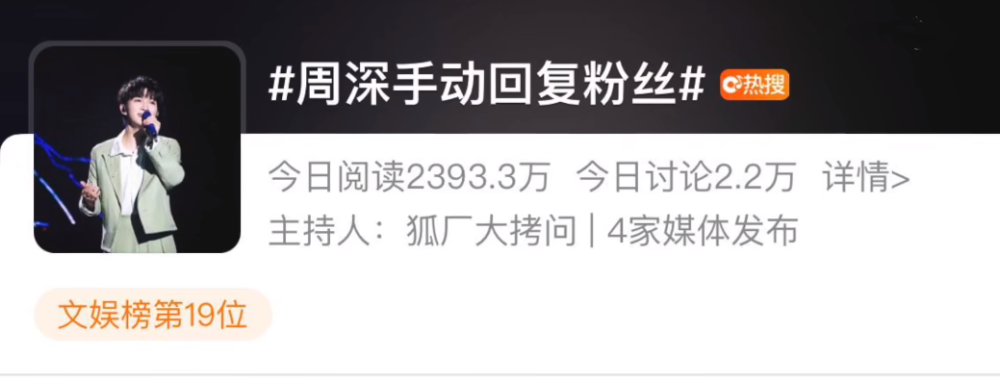 #周深手动回复粉丝# 热搜
今日阅读2393.3万 今日讨论2.2万 详情>
主持人：狐厂大拷问 | 4家媒体发布
文娱榜第19位